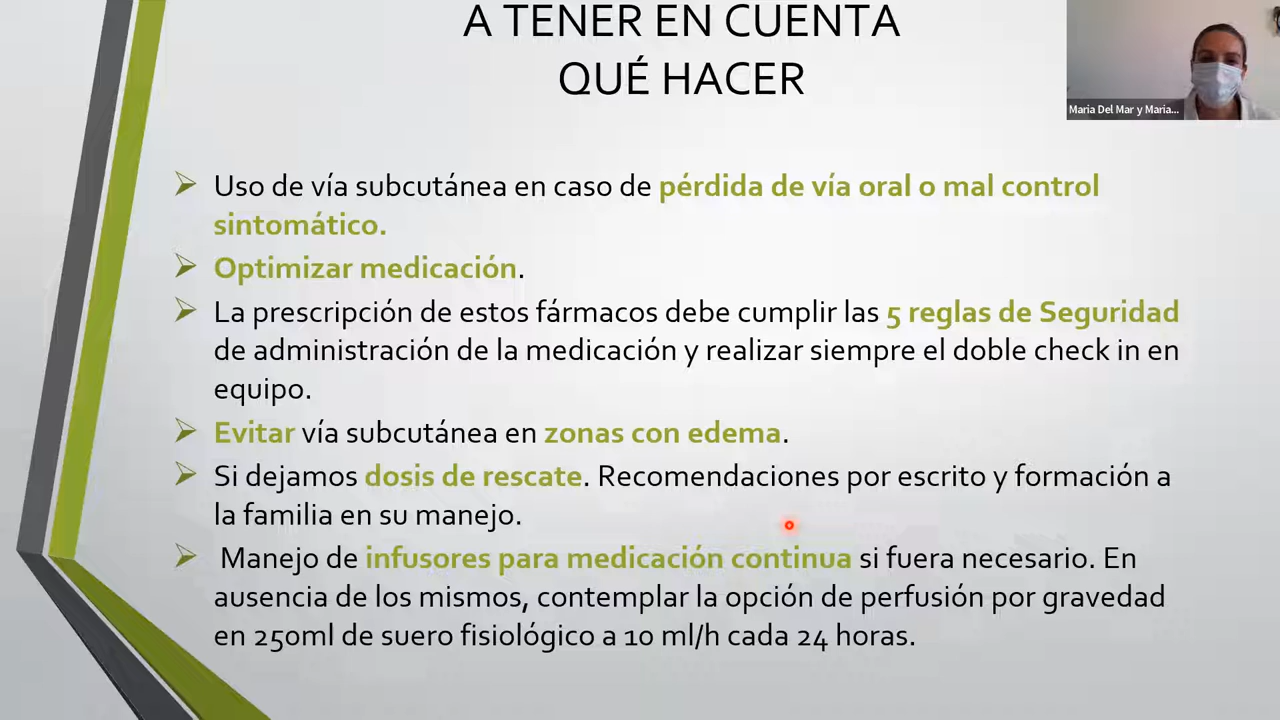 A TENER EN CUENTA
QUÉ HACER
Maria Del Mar y Maria...
Uso de vía subcutánea en caso de pérdida de vía oral o mal control
sintomático.
Optimizar medicación.
La prescripción de estos fármacos debe cumplir las 5 reglas de Seguridad
de administración de la medicación y realizar siempre el doble check in en
equipo.
Evitar vía subcutánea en zonas con edema.
Si dejamos dosis de rescate. Recomendaciones por escrito y formación a
la familia en su manejo.
Manejo de infusores para medicación continua si fuera necesario. En
ausencia de los mismos, contemplar la opción de perfusión por gravedad
en 250ml de suero fisiológico a 10 ml/h cada 24 horas.